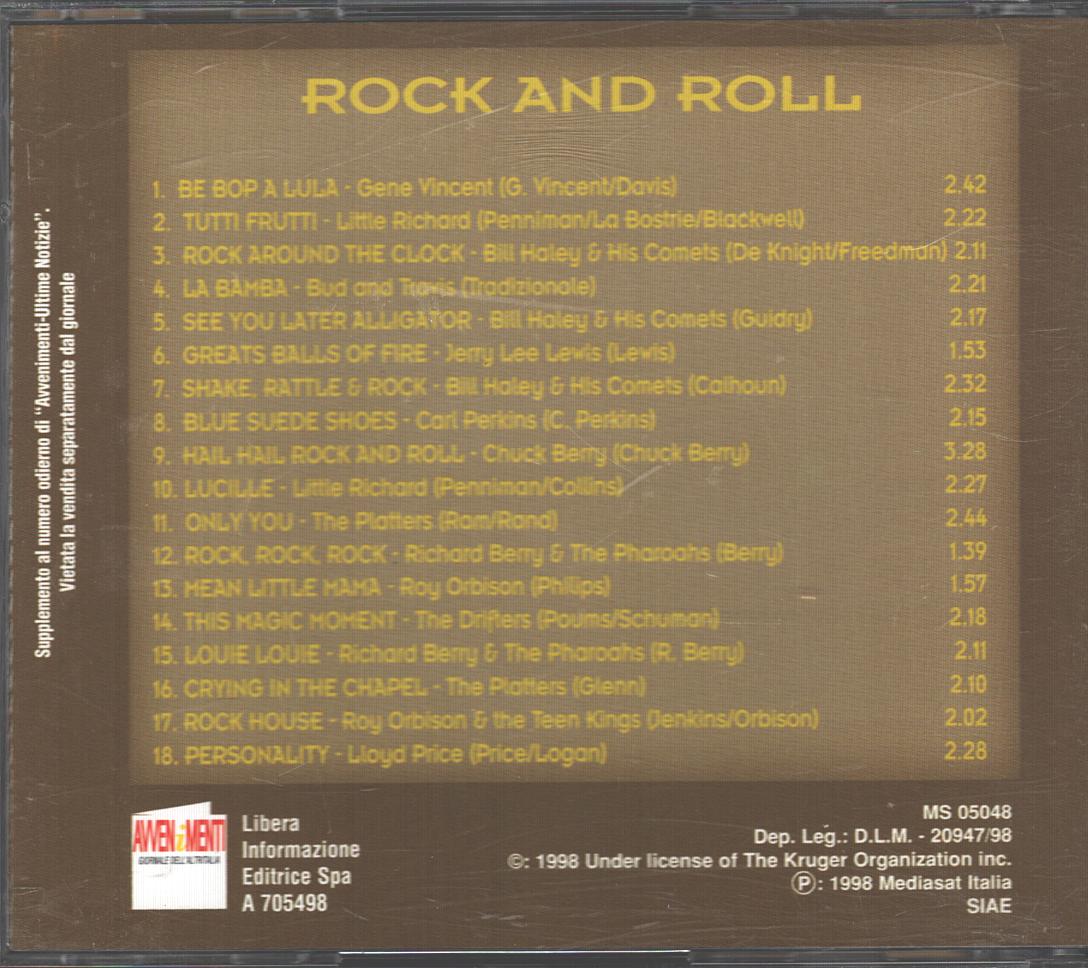 ROCK AND ROLL
1. BE BOP A LULA - Gene Vincent (G. Vincent/Davis) 2.42
2. TUTTI FRUTTI - Little Richard (Penniman/La Bostrie/Blackwell) 2.22
3. ROCK AROUND THE CLOCK - Bill Haley & His Comets (De Knight/Freedman) 2.11
4. LA BAMBA - Bud and Travis (Tradizionale) 2.21
5. SEE YOU LATER ALLIGATOR - Bill Haley & His Comets (Guidry) 2.17
6. GREATS BALLS OF FIRE - Jerry Lee Lewis (Lewis) 1.53
7. SHAKE, RATTLE & ROCK - Bill Haley & His Comets (Calhoun) 2.32
8. BLUE SUEDE SHOES - Carl Perkins (C. Perkins) 2.15
9. HAIL HAIL ROCK AND ROLL - Chuck Berry (Chuck Berry) 3.28
10. LUCILLE - Little Richard (Penniman/Collins) 2.27
11. ONLY YOU - The Platters (Ram/Rand) 2.44
12. ROCK, ROCK, ROCK - Richard Berry & The Pharoahs (Berry) 1.39
13. MEAN LITTLE MAMA - Roy Orbison (Philips) 1.57
14. THIS MAGIC MOMENT - The Drifters (Poums/Schuman) 2.18
15. LOUIE LOUIE - Richard Berry & The Pharoahs (R. Berry) 2.11
16. CRYING IN THE CHAPEL - The Platters (Glenn) 2.10
17. ROCK HOUSE - Roy Orbison & the Teen Kings (Jenkins/Orbison) 2.02
18. PERSONALITY - Lloyd Price (Price/Logan) 2.28
Supplemento al numero odierno di "Avvenimenti-Ultime Notizie".
Vietata la vendita separatamente dal giornale
AVVENiMENTI
GIORNALE DELL'ALTRITALIA
Libera
Informazione
Editrice Spa
A 705498
MS 05048
Dep. Leg.: D.L.M. - 20947/98
©: 1998 Under license of The Kruger Organization inc.
Ⓟ: 1998 Mediasat Italia
SIAE